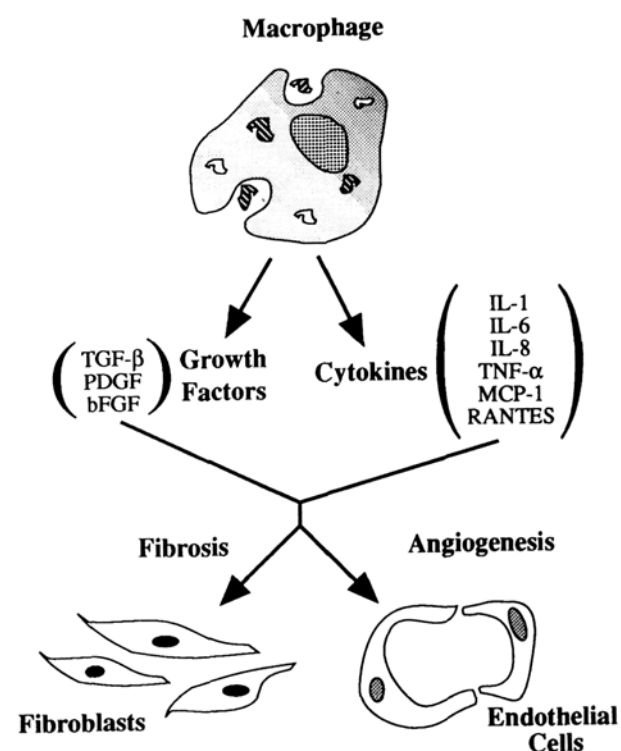 Macrophage
TGF-β
PDGF
bFGF
Growth
Factors
Cytokines
IL-1
IL-6
IL-8
TNF-α
MCP-1
RANTES
Fibrosis
Angiogenesis
Fibroblasts
Endothelial
Cells